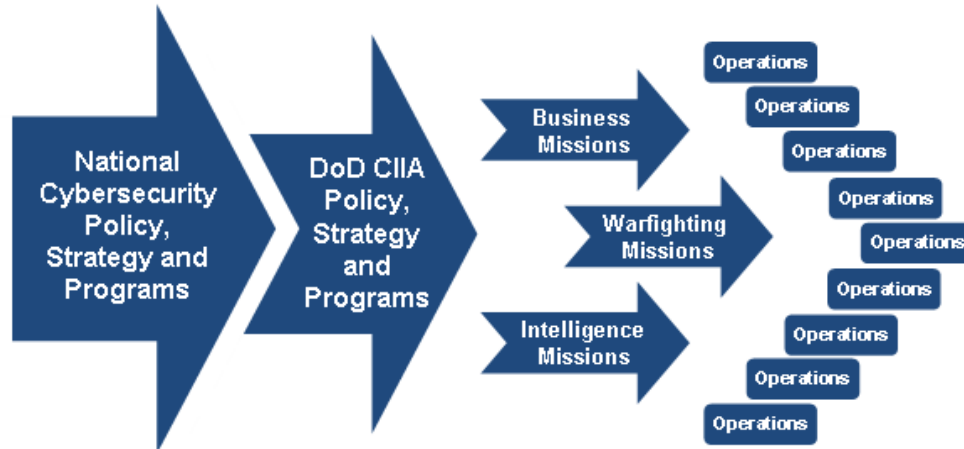 National
Cybersecurity
Policy,
Strategy and
Programs
DoD CIIA
Policy,
Strategy
and
Programs
Business
Missions
Warfighting
Missions
Intelligence
Missions
Operations
Operations
Operations
Operations
Operations
Operations
Operations
Operations
Operations